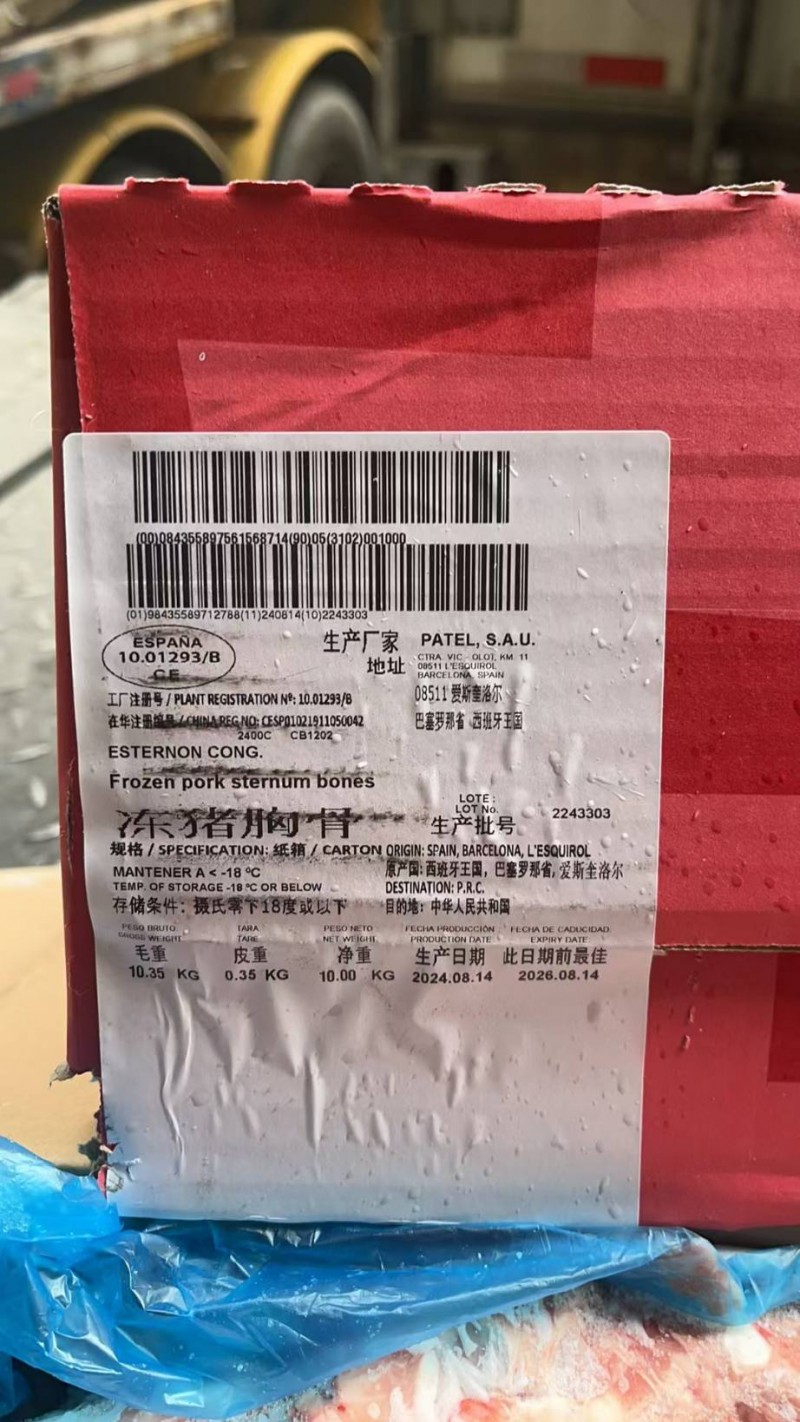 (00)084355897561568714(90)05(3102)001000
(01)98435589712788(11)240814(10)2243303
ESPAÑA
10.01293/B
CE
生产厂家 PATEL, S.A.U.
地址 CTRA. VIC. OLOT, KM 11
08511 L'ESQUIROL
BARCELONA, SPAIN
08511 爱斯奎洛尔
巴塞罗那省 西班牙王国
工厂注册号 / PLANT REGISTRATION Nº: 10.01293/B
在华注册编号 / CHINA REG NO: CESP01021911050042
2400C CB1202
ESTERNON CONG.
Frozen pork sternum bones
冻猪胸骨
LOTE :
LOT No.
生产批号 2243303
规格 / SPECIFICATION: 纸箱 / CARTON
ORIGIN: SPAIN, BARCELONA, L'ESQUIROL
原产国: 西班牙王国, 巴塞罗那省, 爱斯奎洛尔
MANTENER A < -18 ºC
TEMP. OF STORAGE -18 ºC OR BELOW
存储条件: 摄氏零下18度或以下
DESTINATION: P.R.C.
目的地: 中华人民共和国
PESO BRUTO: TARA PESO NETO FECHA PRODUCCIÓN FECHA DE CADUCIDAD
GROSS WEIGHT TARE NET WEIGHT PRODUCTION DATE EXPIRY DATE
毛重 皮重 净重 生产日期 此日期前最佳
10.35 KG 0.35 KG 10.00 KG 2024.08.14 2026.08.14